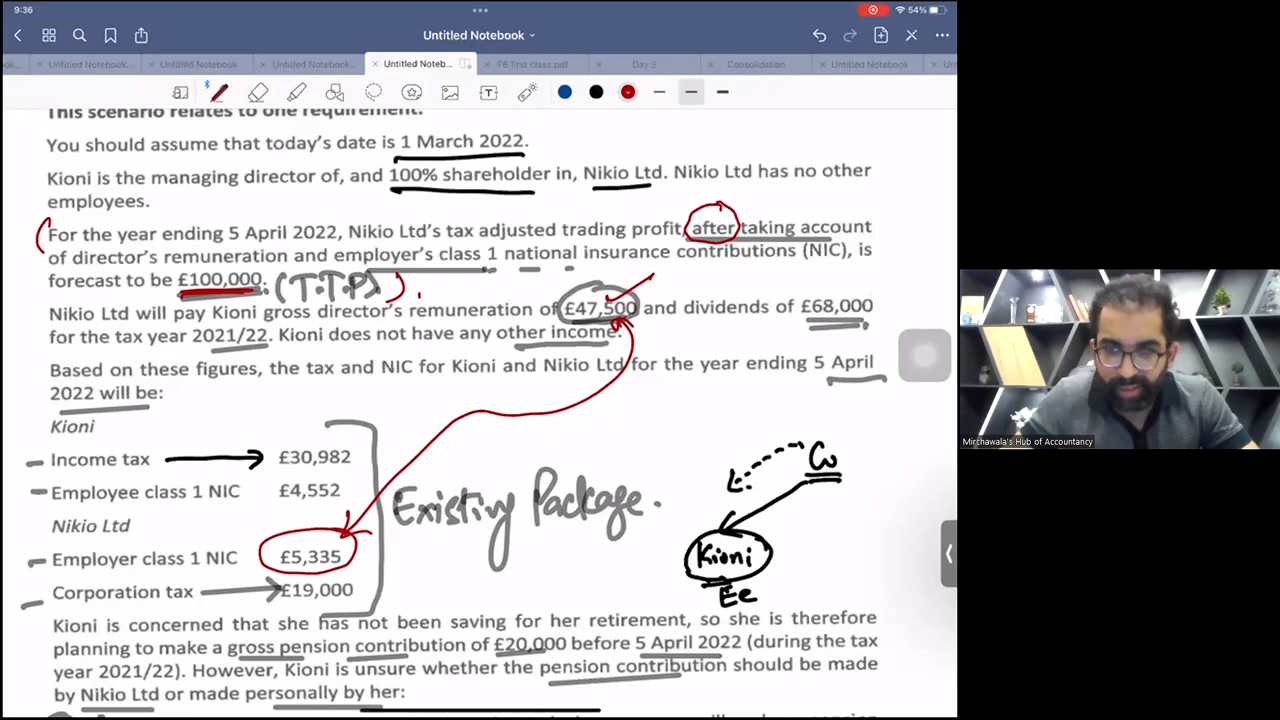 9:36
54%
Untitled Notebook
Untitled Notebook...
Untitled Notebook
Untitled Notebook...
Untitled Noteb...
F6 first class.pdf
Day 3
Consolidation
Untitled Notebook
This scenario relates to one requirement.
You should assume that today's date is 1 March 2022.
Kioni is the managing director of, and 100% shareholder in, Nikio Ltd. Nikio Ltd has no other
employees.
For the year ending 5 April 2022, Nikio Ltd's tax adjusted trading profit, after taking account
of director's remuneration and employer's class 1 national insurance contributions (NIC), is
forecast to be £100,000. (T.T.P)
Nikio Ltd will pay Kioni gross director's remuneration of £47,500 and dividends of £68,000
for the tax year 2021/22. Kioni does not have any other income.
Based on these figures, the tax and NIC for Kioni and Nikio Ltd for the year ending 5 April
2022 will be:
Kioni
Income tax £30,982
Employee class 1 NIC £4,552
Nikio Ltd
Employer class 1 NIC £5,335
Corporation tax £19,000
Existing Package.
Co
Kioni
Ee
Kioni is concerned that she has not been saving for her retirement, so she is therefore
planning to make a gross pension contribution of £20,000 before 5 April 2022 (during the tax
year 2021/22). However, Kioni is unsure whether the pension contribution should be made
by Nikio Ltd or made personally by her:
Mirchawala's Hub of Accountancy